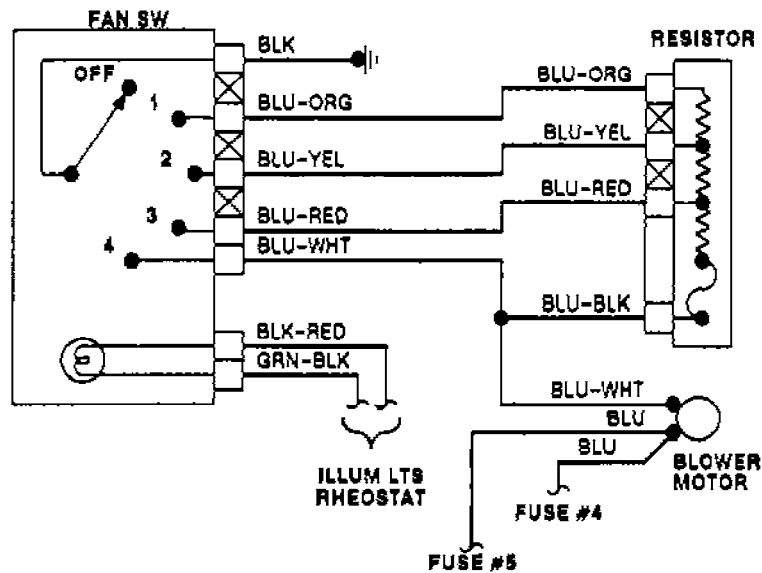 FAN SW
BLK
RESISTOR
OFF
BLU-ORG
1
BLU-ORG
BLU-YEL
2
BLU-YEL
BLU-RED
3
BLU-RED
4
BLU-WHT
BLU-BLK
BLK-RED
GRN-BLK
BLU-WHT
BLU
BLU
BLOWER
MOTOR
ILLUM LTS
RHEOSTAT
FUSE #4
FUSE #5